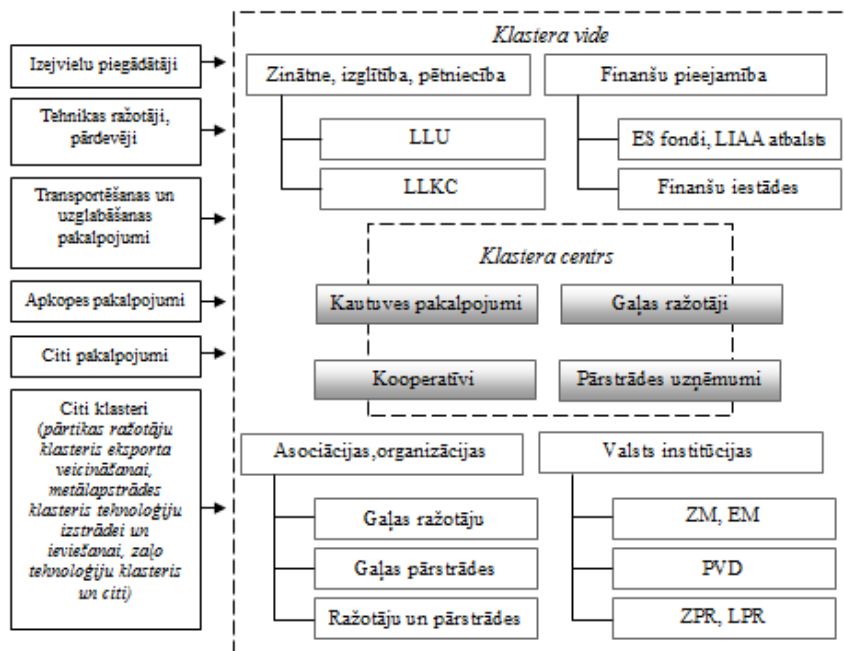 Izejvielu piegādātāji
Tehnikas ražotāji,
pārdevēji
Transportēšanas un
uzglabāšanas
pakalpojumi
Apkopes pakalpojumi
Citi pakalpojumi
Citi klasteri
(pārtikas ražotāju
klasteris eksporta
veicināšanai,
metālapstrādes
klasteris tehnoloģiju
izstrādei un
ieviešanai, zaļo
tehnoloģiju klasteris
un citi)
Klastera vide
Zinātne, izglītība, pētniecība
LLU
LLKC
Finanšu pieejamība
ES fondi, LIAA atbalsts
Finanšu iestādes
Klastera centrs
Kautuves pakalpojumi
Gaļas ražotāji
Kooperatīvi
Pārstrādes uzņēmumi
Asociācijas,organizācijas
Gaļas ražotāju
Gaļas pārstrādes
Ražotāju un pārstrādes
Valsts institūcijas
ZM, EM
PVD
ZPR, LPR